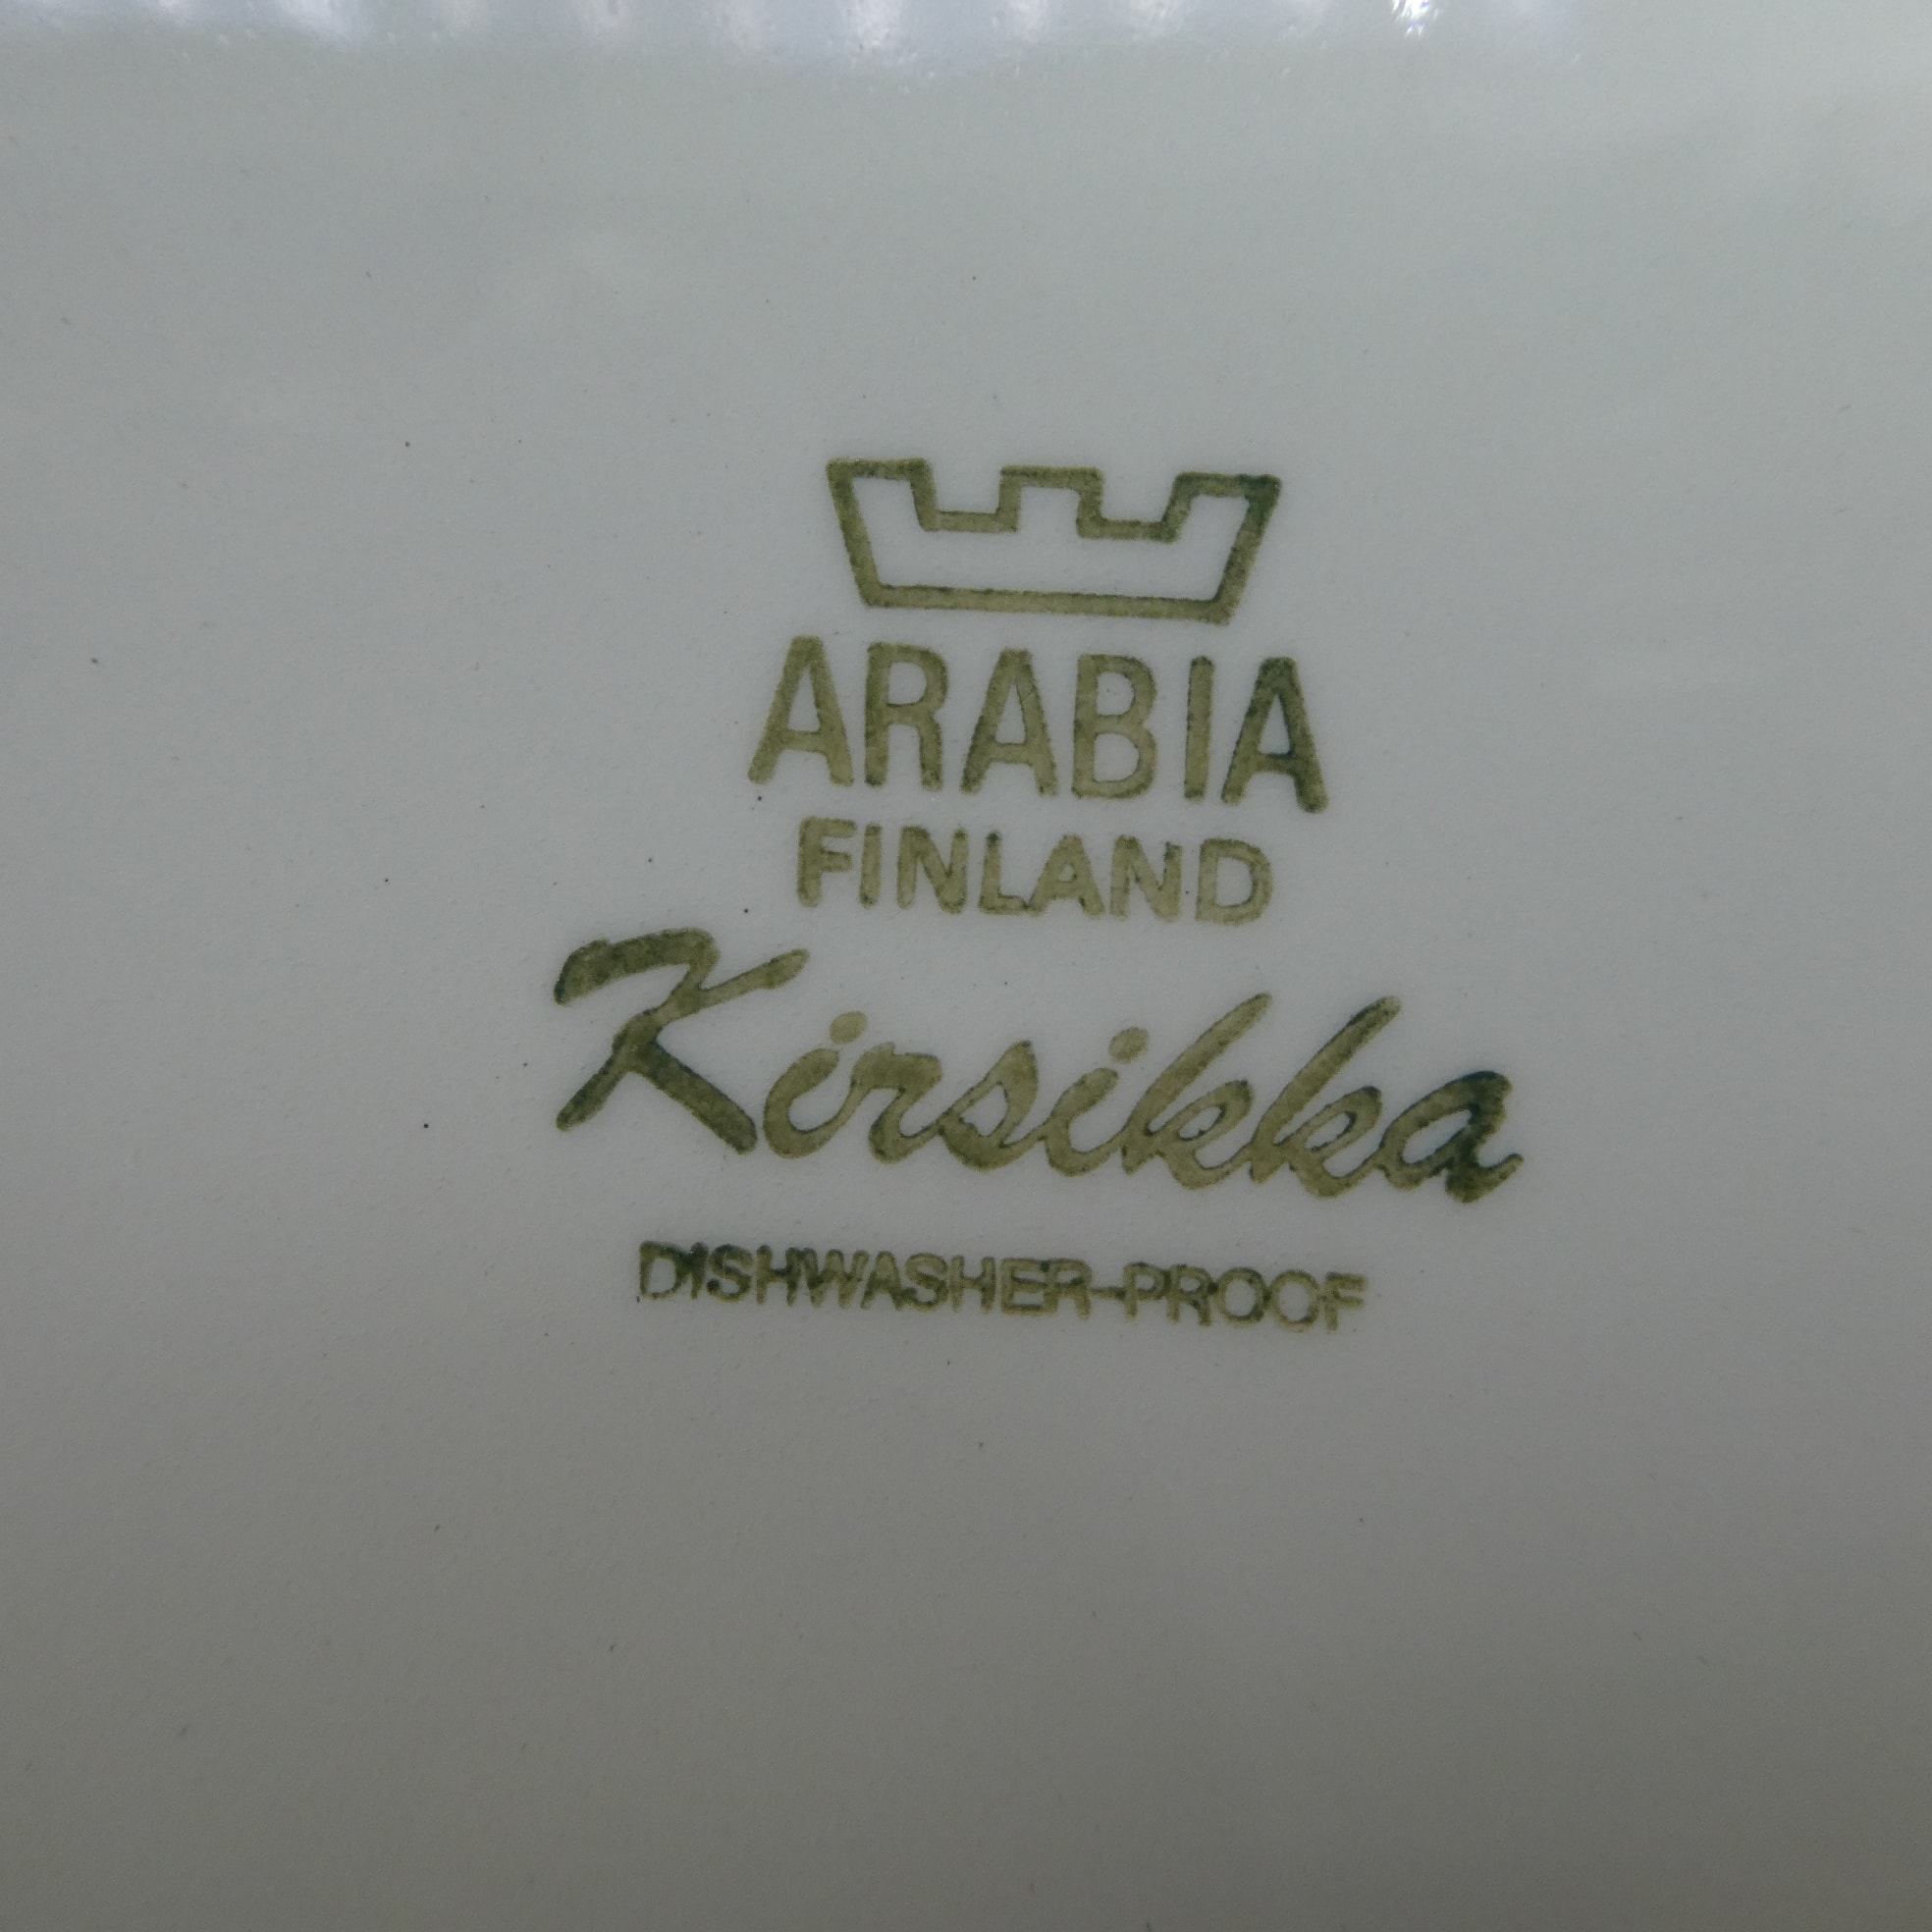 ARABIA
FINLAND
Kirsikka
DISHWASHER-PROOF